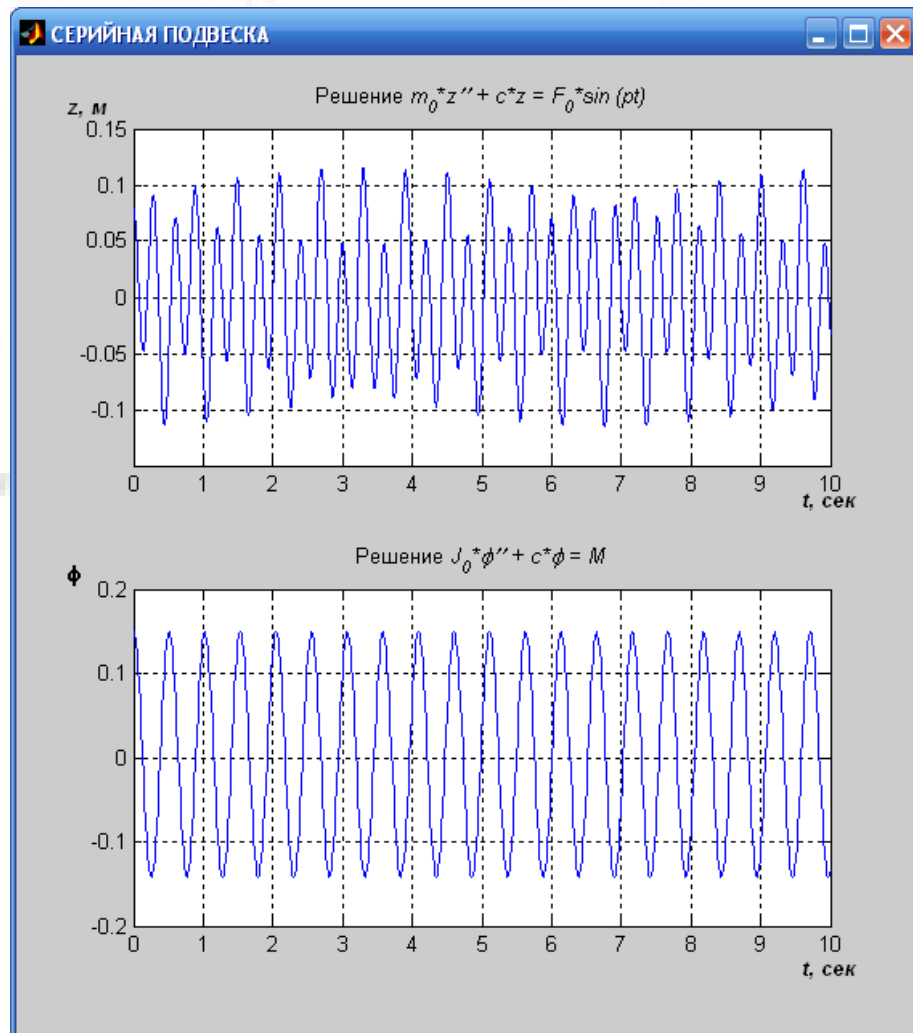 СЕРИЙНАЯ ПОДВЕСКА
Решение m₀*z′′ + c*z = F₀*sin (pt)
z, м
0.15
0.1
0.05
0
-0.05
-0.1
0 1 2 3 4 5 6 7 8 9 10
t, сек
Решение J₀*ϕ′′ + c*ϕ = M
ϕ
0.2
0.1
0
-0.1
-0.2
0 1 2 3 4 5 6 7 8 9 10
t, сек